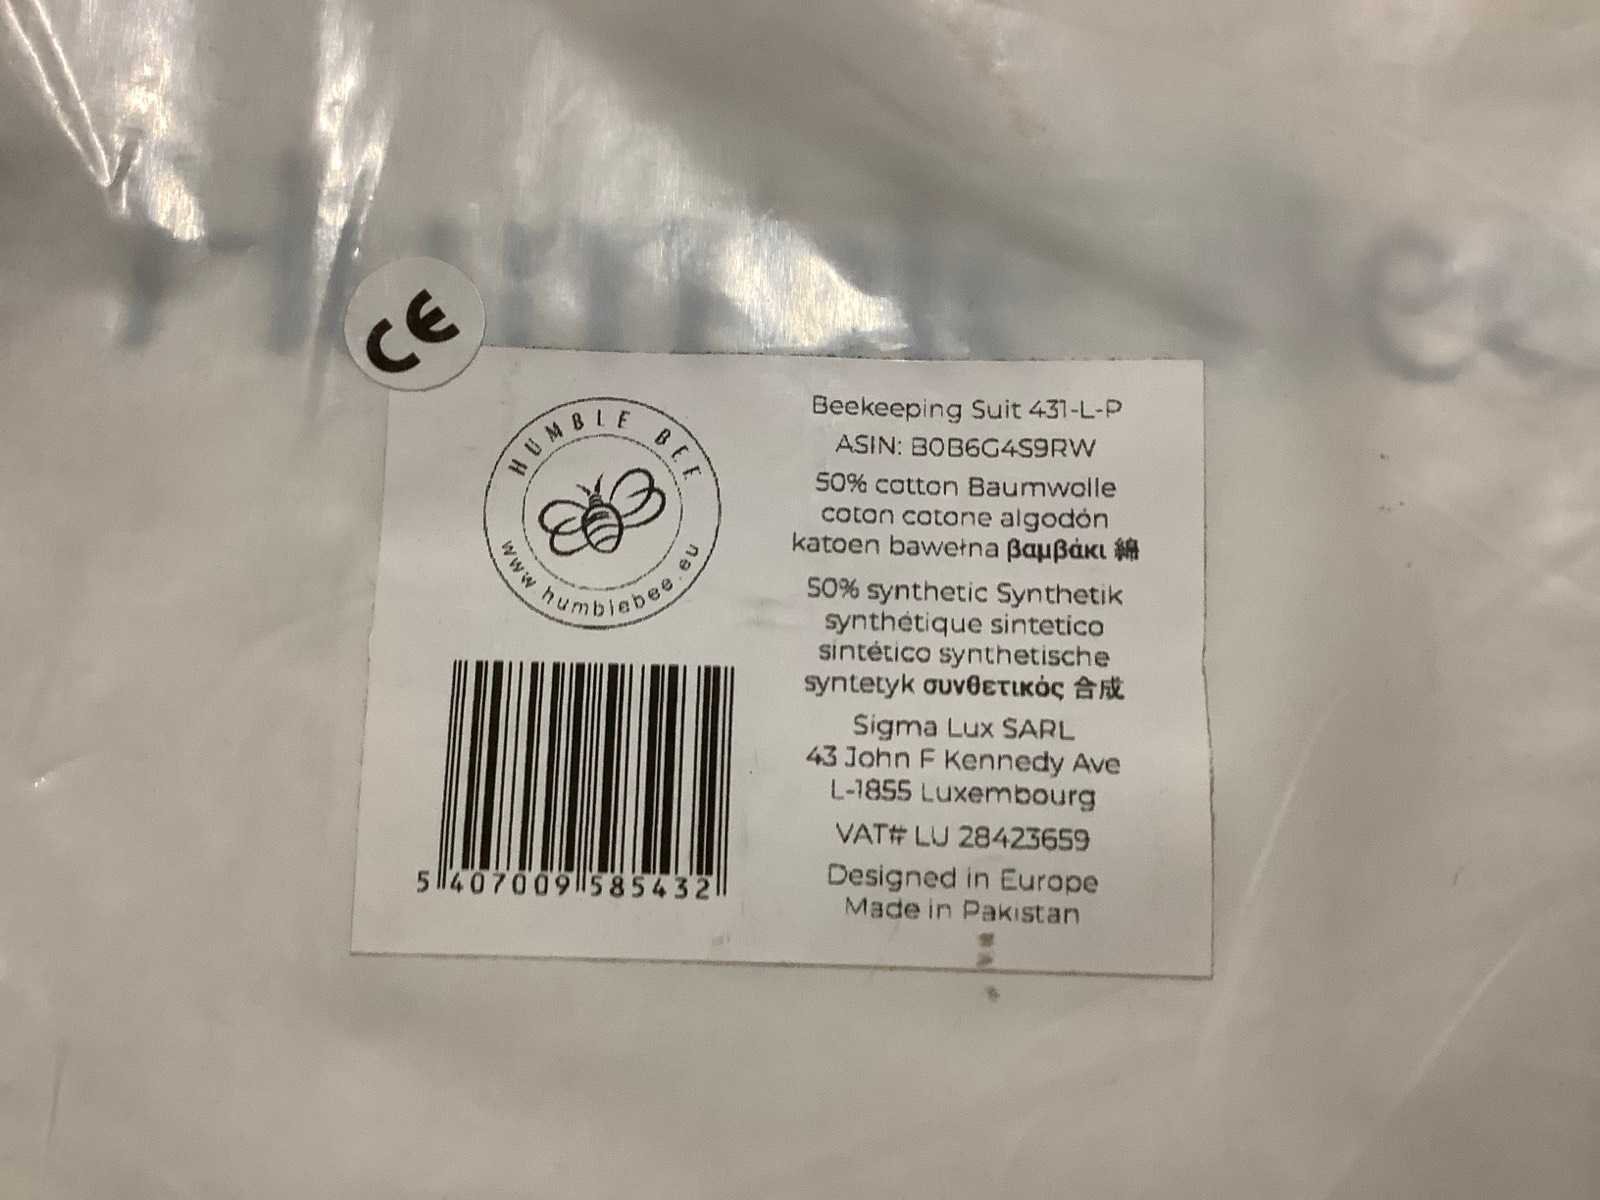 CE
HUMBLE BEE
www.humblebee.eu
5 407009 585432
Beekeeping Suit 431-L-P
ASIN: B0B6G4S9RW
50% cotton Baumwolle
coton cotone algodón
katoen bawełna βαμβάκι 綿
50% synthetic Synthetik
synthétique sintetico
sintético synthetische
syntetyk συνθετικός 合成
Sigma Lux SARL
43 John F Kennedy Ave
L-1855 Luxembourg
VAT# LU 28423659
Designed in Europe
Made in Pakistan